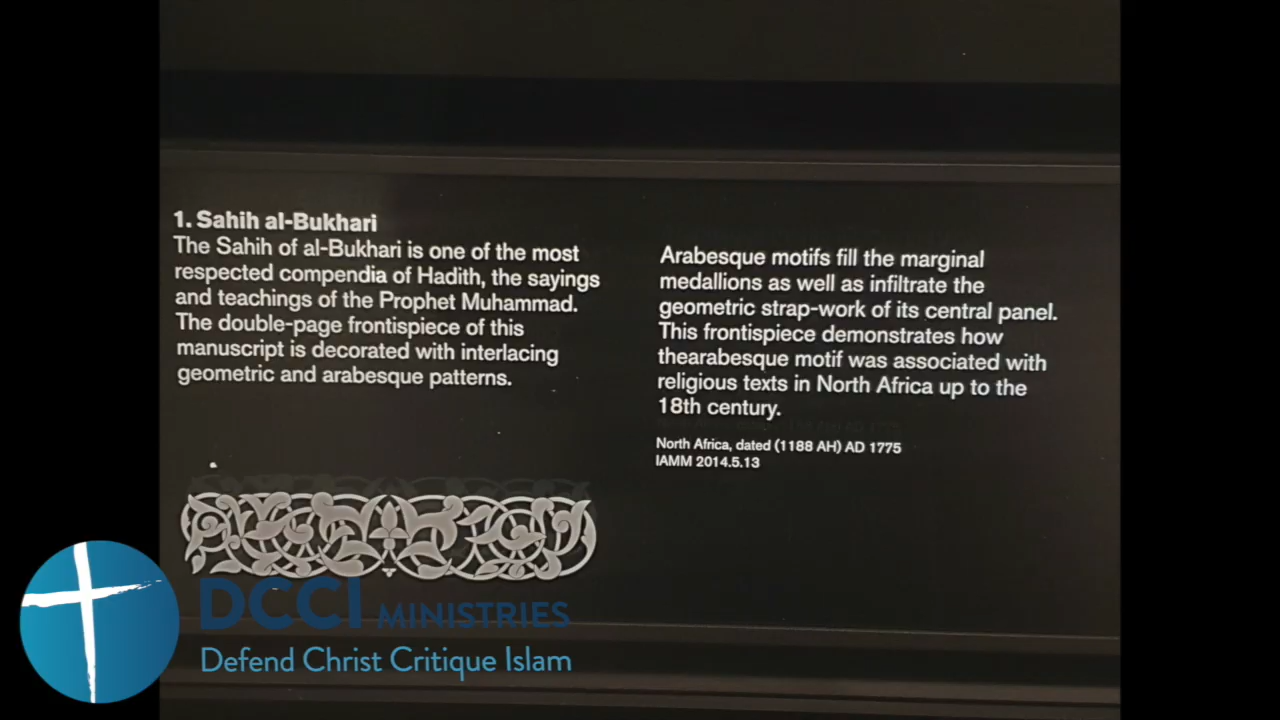 1. Sahih al-Bukhari
The Sahih of al-Bukhari is one of the most
respected compendia of Hadith, the sayings
and teachings of the Prophet Muhammad.
The double-page frontispiece of this
manuscript is decorated with interlacing
geometric and arabesque patterns.
Arabesque motifs fill the marginal
medallions as well as infiltrate the
geometric strap-work of its central panel.
This frontispiece demonstrates how
thearabesque motif was associated with
religious texts in North Africa up to the
18th century.
North Africa, dated (1188 AH) AD 1775
IAMM 2014.5.13
DCCI MINISTRIES
Defend Christ Critique Islam